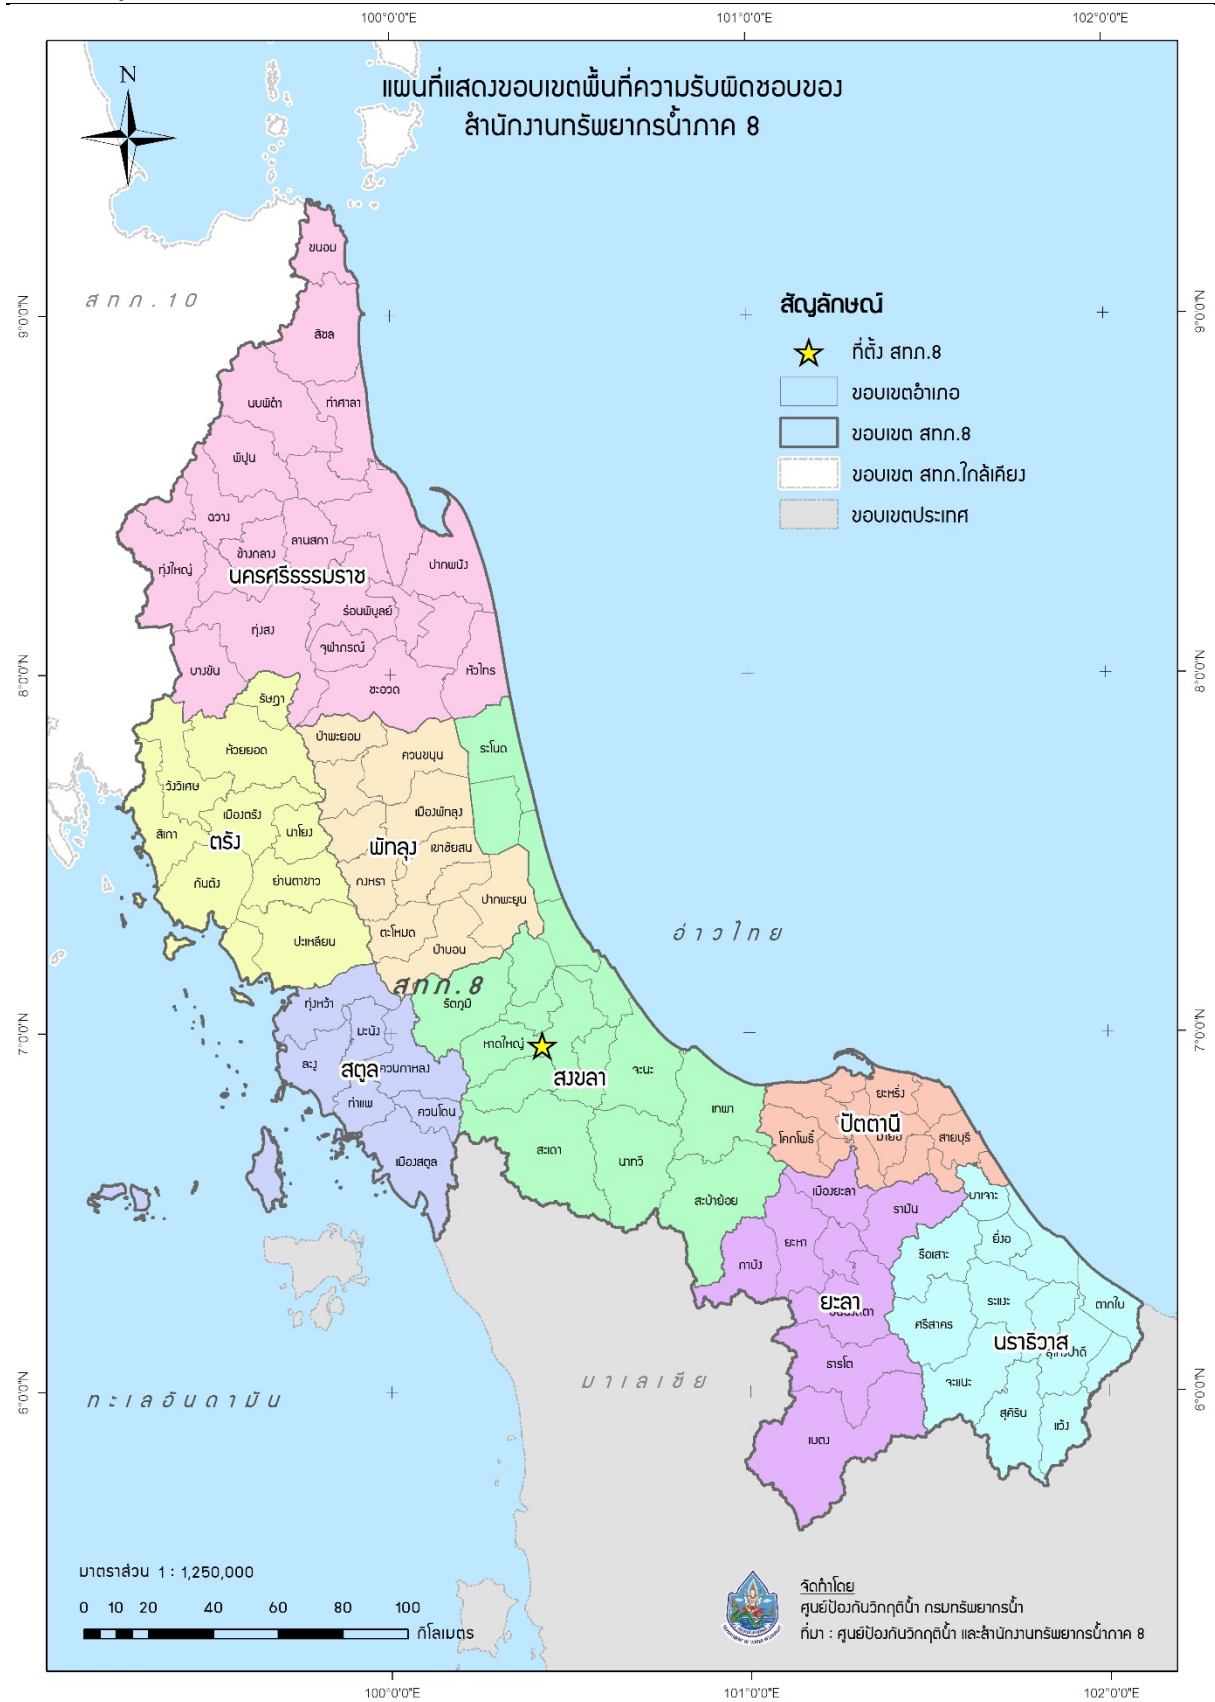 100°0'0"E 101°0'0"E 102°0'0"E
แผนที่แสดงขอบเขตพื้นที่ความรับผิดชอบของ
สำนักงานทรัพยากรน้ำภาค 8
N
สทภ.10
9°0'0"N 9°0'0"N
สัญลักษณ์
ที่ตั้ง สทภ.8
ขอบเขตอำเภอ
ขอบเขต สทภ.8
ขอบเขต สทภ.ใกล้เคียง
ขอบเขตประเทศ
ขนอม
สิชล
นบพิตำ ท่าศาลา
พิปูน
ฉวาง
ลานสกา
ช้างกลาง
ปากพนัง
ทุ่งใหญ่
นครศรีธรรมราช
ร่อนพิบูลย์
ทุ่งสง
จุฬาภรณ์
บางขัน
หัวไทร
ชะอวด
8°0'0"N 8°0'0"N
รัษฎา
ห้วยยอด
วังวิเศษ
เมืองตรัง
สิเกา
นาโยง
ตรัง
กันตัง
ย่านตาขาว
ปะเหลียน
ป่าพะยอม
ควนขนุน
เมืองพัทลุง
พัทลุง
เขาชัยสน
กงหรา
ปากพะยูน
ตะโหมด
ป่าบอน
ระโนด
อ่าวไทย
สทภ.8
รัตภูมิ
7°0'0"N 7°0'0"N
หาดใหญ่
สงขลา
จะนะ
เทพา
สะเดา
นาทวี
สะบ้าย้อย
ทุ่งหว้า
มะนัง
ละงู
สตูล
ควนกาหลง
ท่าแพ
ควนโดน
เมืองสตูล
ยะหริ่ง
ปัตตานี
มายอ
โคกโพธิ์
สายบุรี
เมืองยะลา
รามัน
ยะหา
กาบัง
ยะลา
ธารโต
เบตง
บาเจาะ
ยี่งอ
รือเสาะ
ระแงะ
ตากใบ
ศรีสาคร
นราธิวาส
จะแนะ
สุคิริน
แว้ง
6°0'0"N 6°0'0"N
ทะเลอันดามัน
มาเลเซีย
มาตราส่วน 1 : 1,250,000
0 10 20 40 60 80 100
กิโลเมตร
จัดทำโดย
ศูนย์ป้องกันวิกฤติน้ำ กรมทรัพยากรน้ำ
ที่มา : ศูนย์ป้องกันวิกฤติน้ำ และสำนักงานทรัพยากรน้ำภาค 8
100°0'0"E 101°0'0"E 102°0'0"E